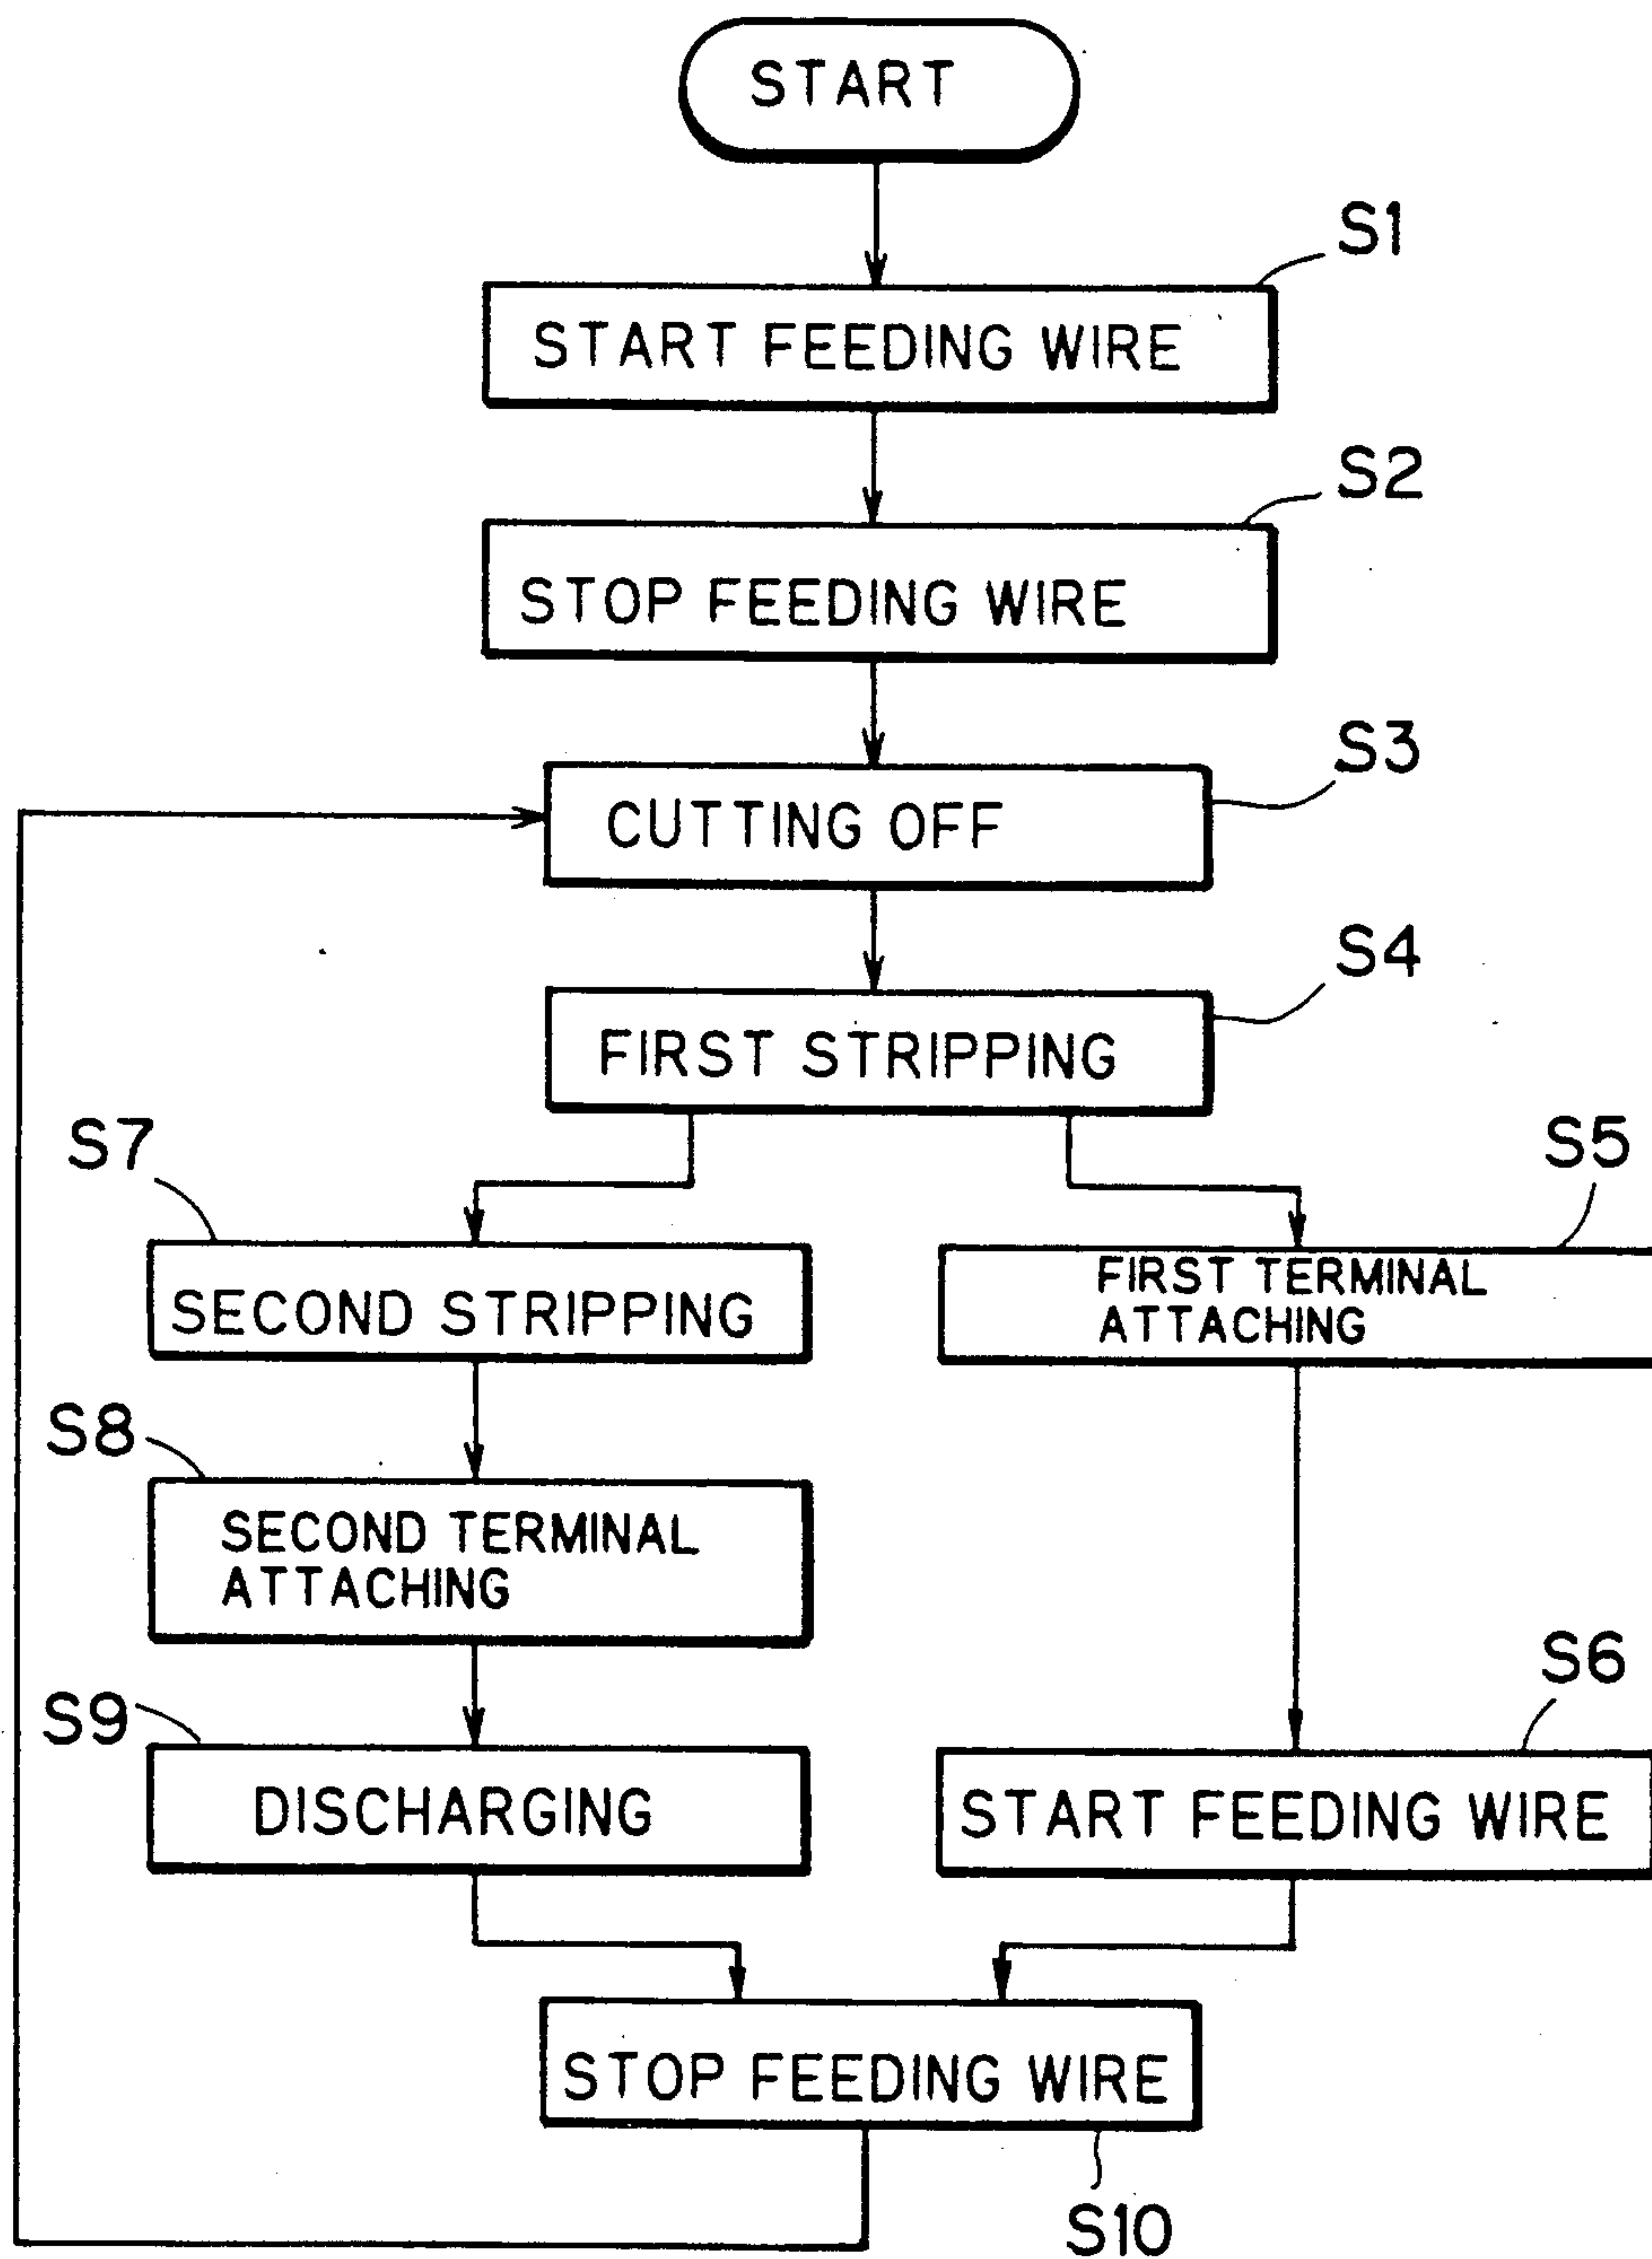 START
S1
START FEEDING WIRE
S2
STOP FEEDING WIRE
S3
CUTTING OFF
S4
FIRST STRIPPING
S7
S5
SECOND STRIPPING
FIRST TERMINAL
ATTACHING
S8
SECOND TERMINAL
ATTACHING
S9
S6
DISCHARGING
START FEEDING WIRE
STOP FEEDING WIRE
S10